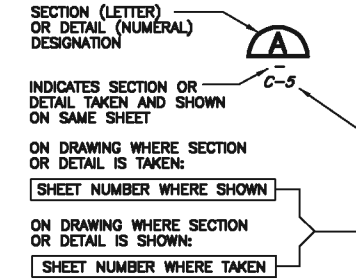 SECTION (LETTER)
OR DETAIL (NUMERAL)
DESIGNATION
A
–
C-5
INDICATES SECTION OR
DETAIL TAKEN AND SHOWN
ON SAME SHEET
ON DRAWING WHERE SECTION
OR DETAIL IS TAKEN:
SHEET NUMBER WHERE SHOWN
ON DRAWING WHERE SECTION
OR DETAIL IS SHOWN:
SHEET NUMBER WHERE TAKEN